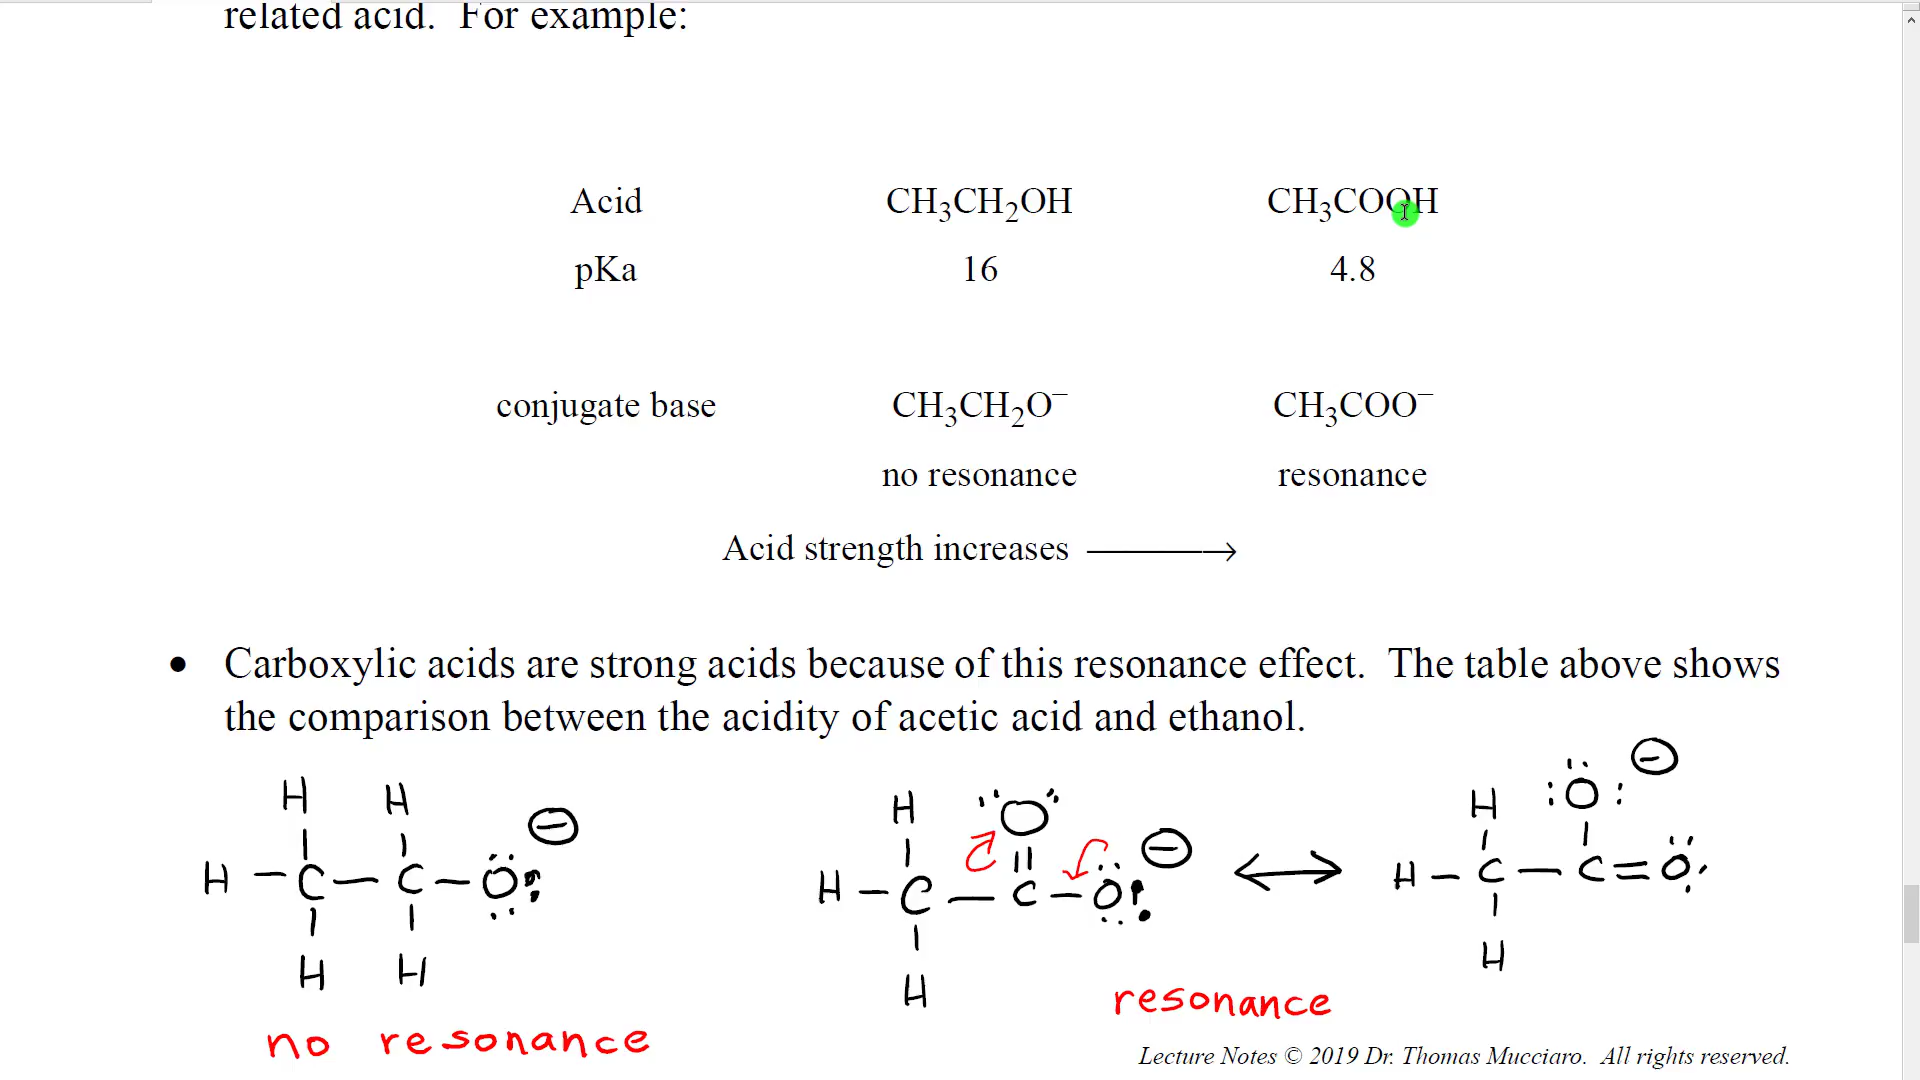 related acid. For example:
Acid CH₃CH₂OH CH₃COOH
pKa 16 4.8
conjugate base CH₃CH₂O⁻ CH₃COO⁻
no resonance resonance
Acid strength increases ⟶
• Carboxylic acids are strong acids because of this resonance effect. The table above shows
the comparison between the acidity of acetic acid and ethanol.
H H ⊖ H O ⊖ H O ⊖
H – C – C – O H – C – C – O ⟷ H – C – C = O
H H H H
resonance
no resonance
Lecture Notes © 2019 Dr. Thomas Mucciaro. All rights reserved.